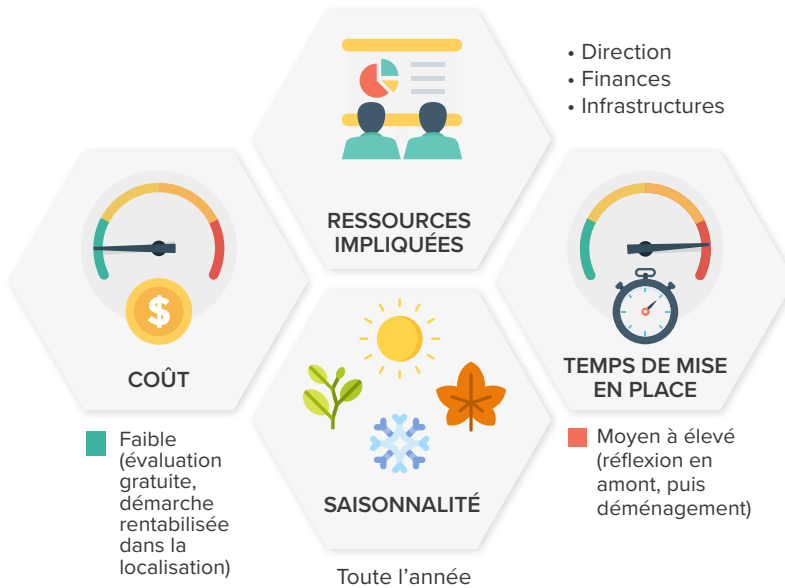 • Direction
• Finances
• Infrastructures
RESSOURCES
IMPLIQUÉES
$
COÛT
Faible
(évaluation
gratuite,
démarche
rentabilisée
dans la
localisation)
SAISONNALITÉ
Toute l’année
TEMPS DE MISE
EN PLACE
Moyen à élevé
(réflexion en
amont, puis
déménagement)